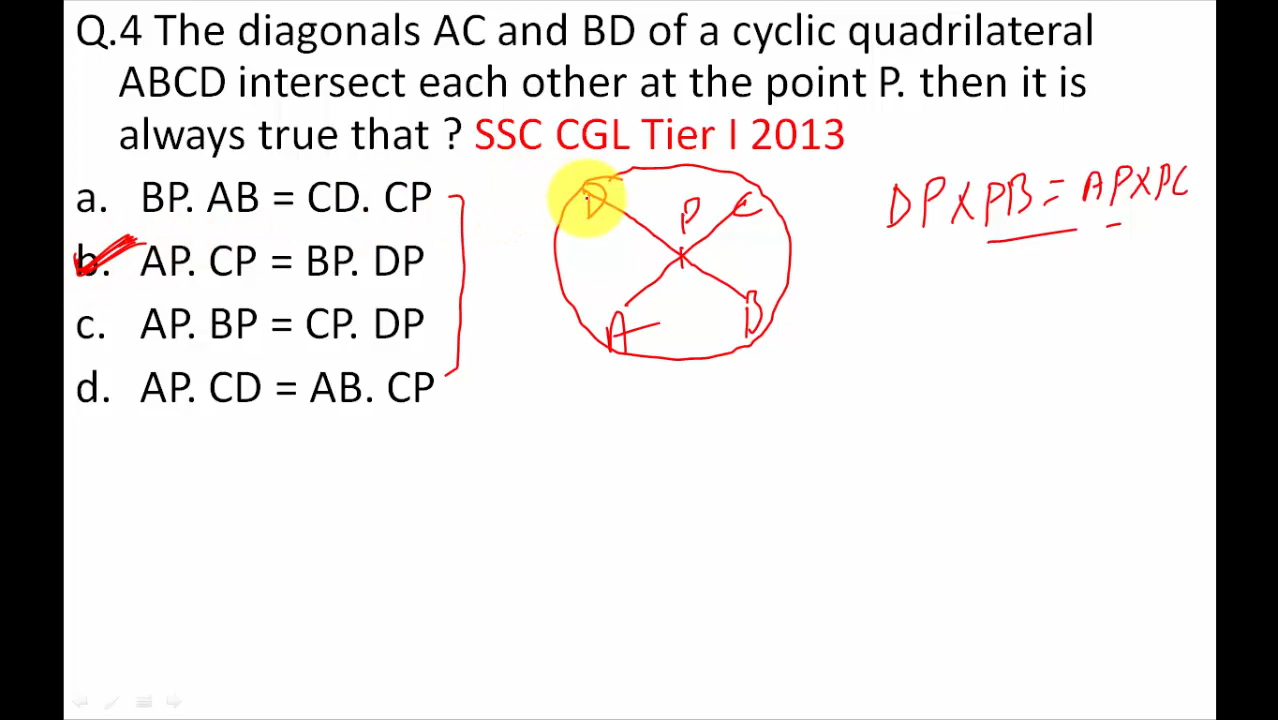 Q.4 The diagonals AC and BD of a cyclic quadrilateral
ABCD intersect each other at the point P. then it is
always true that ? SSC CGL Tier I 2013
a. BP. AB = CD. CP
b. AP. CP = BP. DP
c. AP. BP = CP. DP
d. AP. CD = AB. CP
D P C
A B
DP X PB = AP X PC